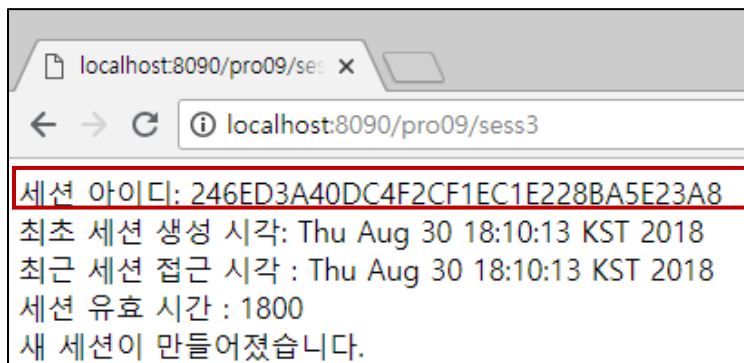 localhost:8090/pro09/ses
localhost:8090/pro09/sess3
세션 아이디: 246ED3A40DC4F2CF1EC1E228BA5E23A8
최초 세션 생성 시각: Thu Aug 30 18:10:13 KST 2018
최근 세션 접근 시각 : Thu Aug 30 18:10:13 KST 2018
세션 유효 시간 : 1800
새 세션이 만들어졌습니다.